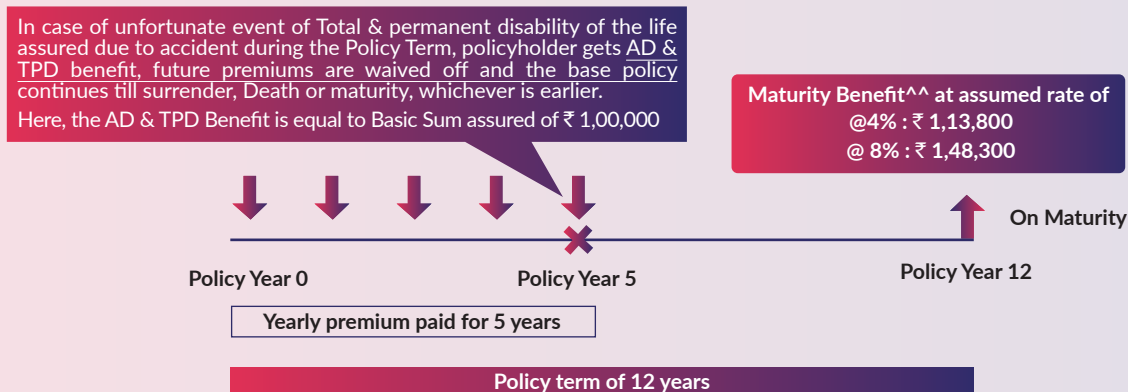 In case of unfortunate event of Total & permanent disability of the life
assured due to accident during the Policy Term, policyholder gets AD &
TPD benefit, future premiums are waived off and the base policy
continues till surrender, Death or maturity, whichever is earlier.
Here, the AD & TPD Benefit is equal to Basic Sum assured of ₹ 1,00,000
Maturity Benefit^^ at assumed rate of
@4% : ₹ 1,13,800
@ 8% : ₹ 1,48,300
On Maturity
Policy Year 0
Policy Year 5
Policy Year 12
Yearly premium paid for 5 years
Policy term of 12 years